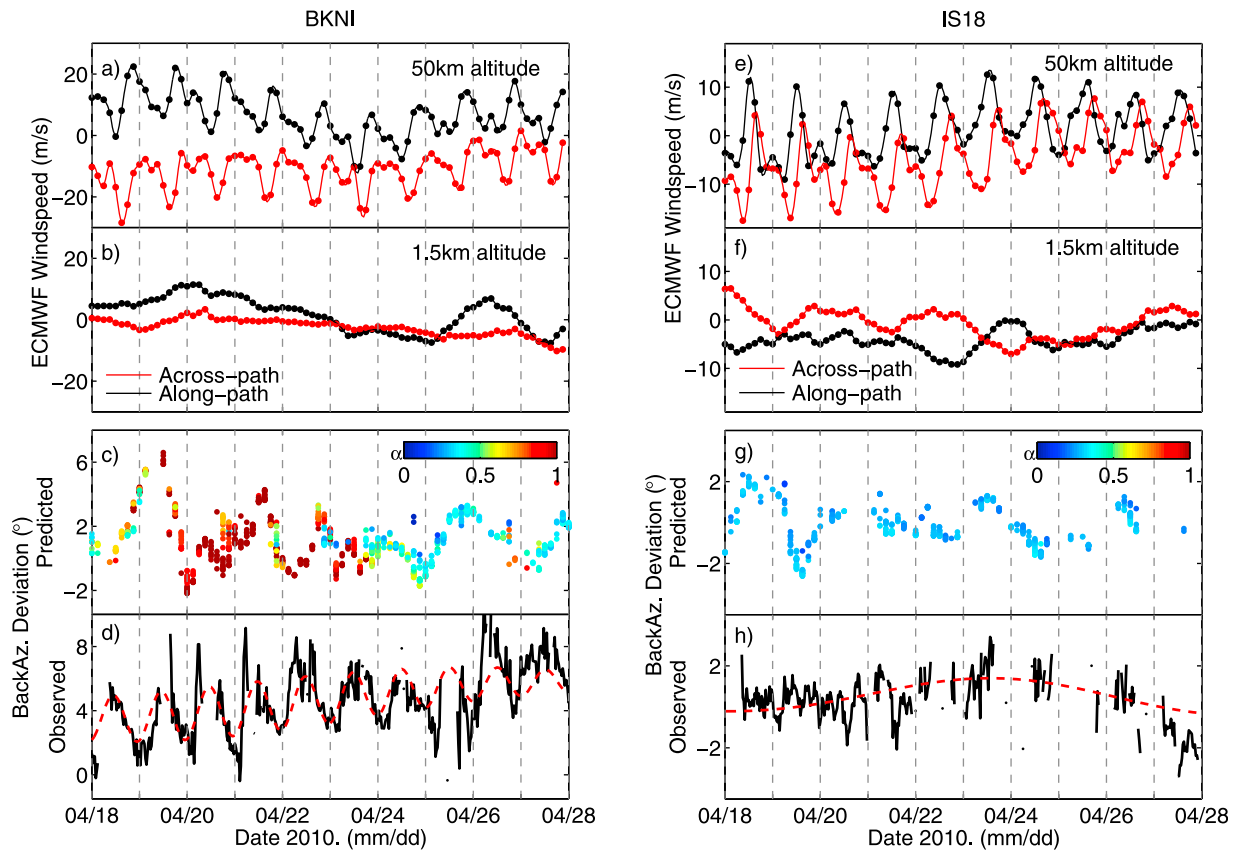 BKNI
IS18
a)
50km altitude
20
0
−20
ECMWF Windspeed (m/s)
b)
1.5km altitude
20
0
−20
Across−path
Along−path
c)
α
0
0.5
1
6
2
−2
BackAz. Deviation (°)
Predicted
d)
8
4
0
Observed
04/18
04/20
04/22
04/24
04/26
04/28
Date 2010. (mm/dd)
e)
50km altitude
10
0
−10
ECMWF Windspeed (m/s)
f)
1.5km altitude
10
0
−10
Across−path
Along−path
g)
α
0
0.5
1
2
−2
BackAz. Deviation (°)
Predicted
h)
2
−2
Observed
04/18
04/20
04/22
04/24
04/26
04/28
Date 2010. (mm/dd)